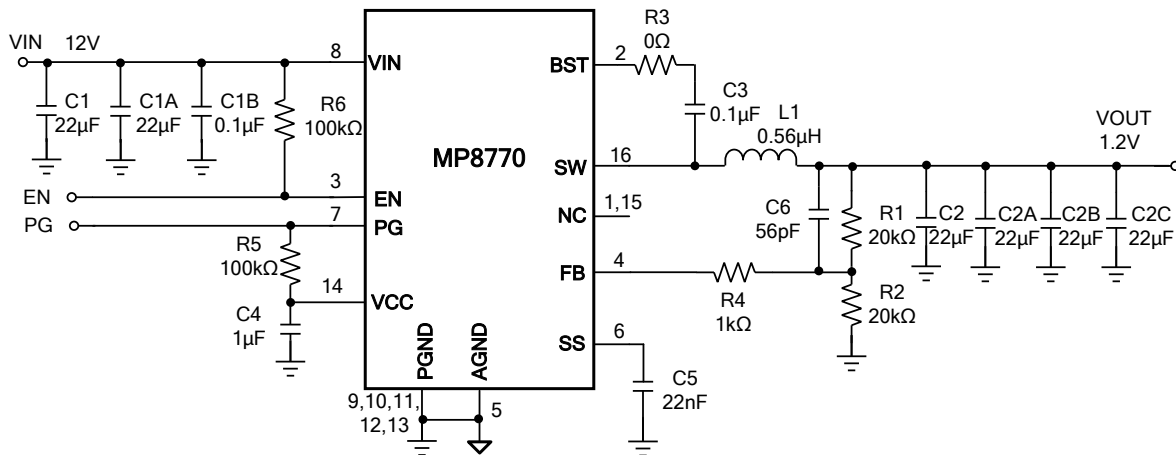 VIN 12V
8
VIN
C1
22µF
C1A
22µF
C1B
0.1µF
R6
100kΩ
EN
3
EN
PG
7
PG
R5
100kΩ
14
VCC
C4
1µF
MP8770
PGND
AGND
9,10,11,
12,13
5
BST
2
R3
0Ω
C3
0.1µF
L1
0.56µH
SW
16
NC
1,15
FB
4
R4
1kΩ
SS
6
C5
22nF
C6
56pF
R1
20kΩ
R2
20kΩ
C2
22µF
C2A
22µF
C2B
22µF
C2C
22µF
VOUT
1.2V